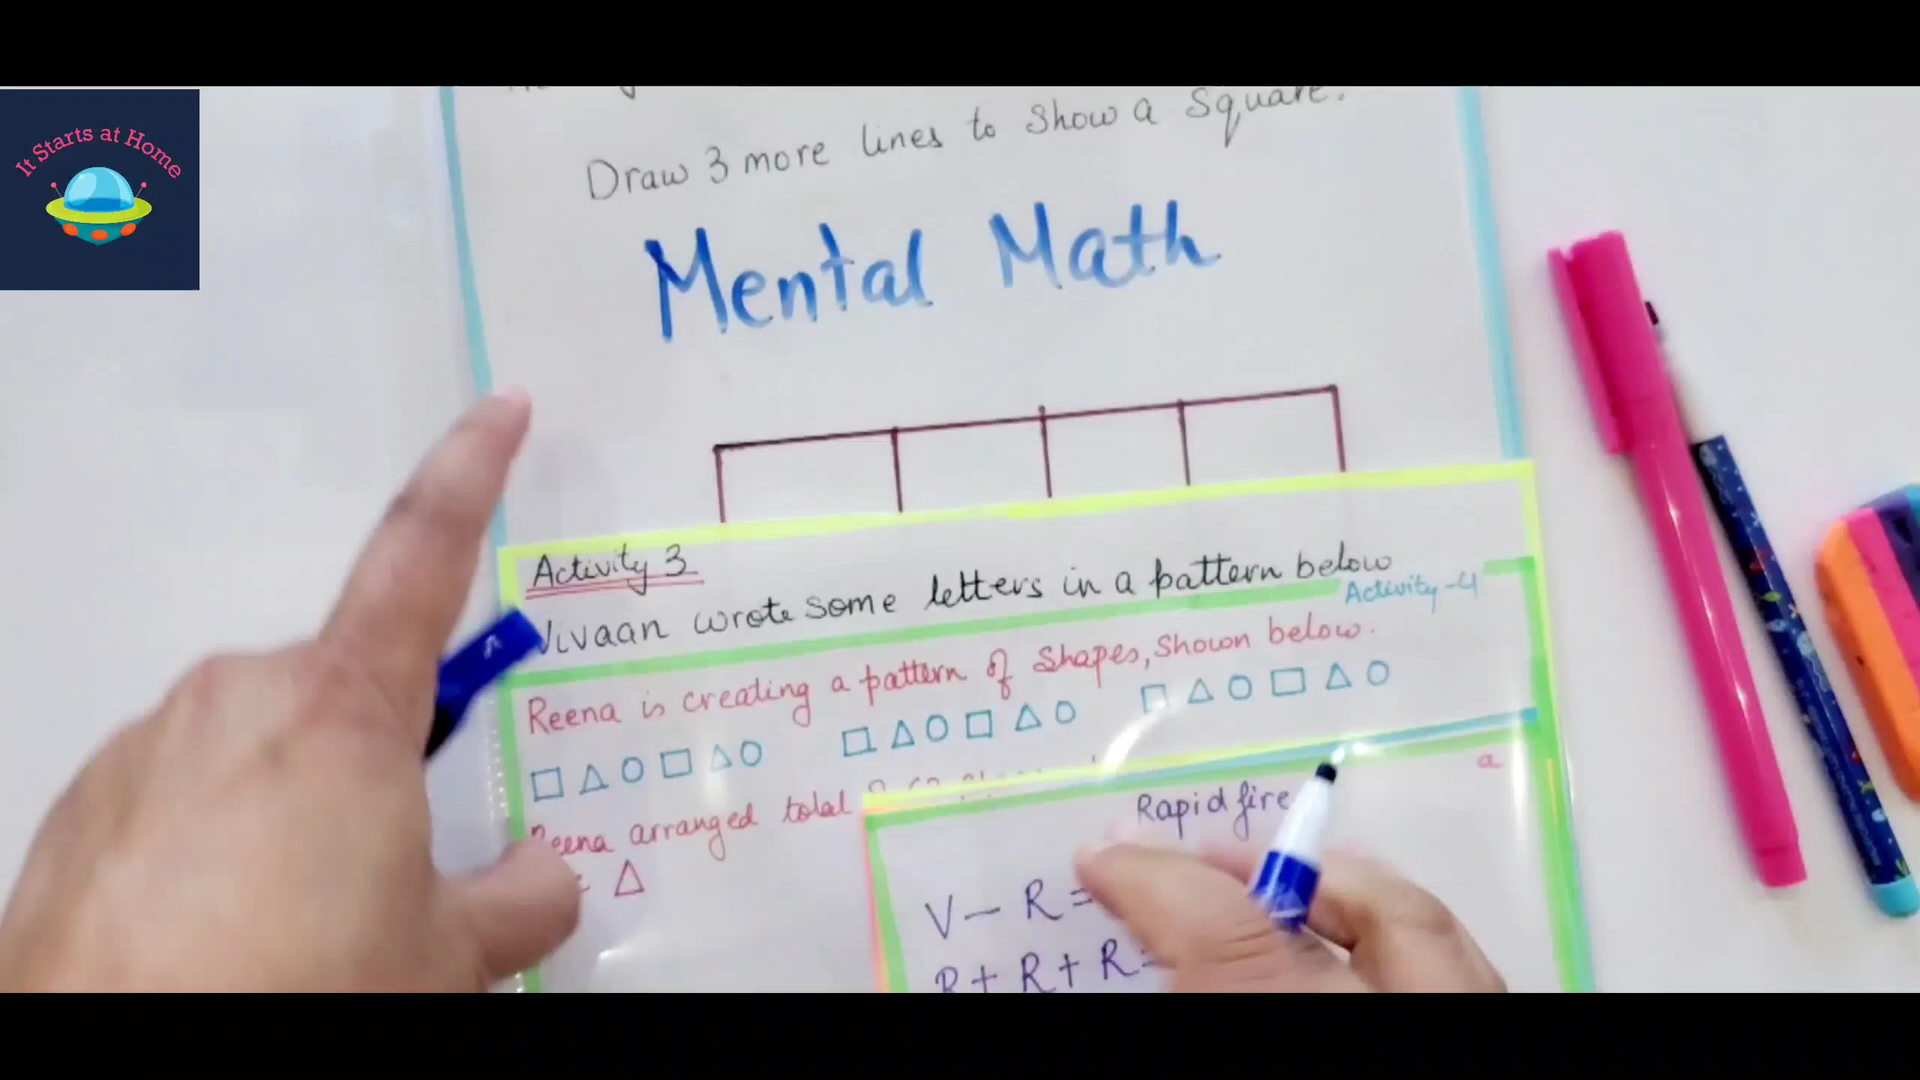 It Starts at Home
Draw 3 more lines to show a square.
Mental Math
Activity 3
Vivaan wrote some letters in a pattern below
Activity-4
Reena is creating a pattern of shapes, shown below.
Reena arranged total
a
Rapid fire
V - R =
R + R + R =